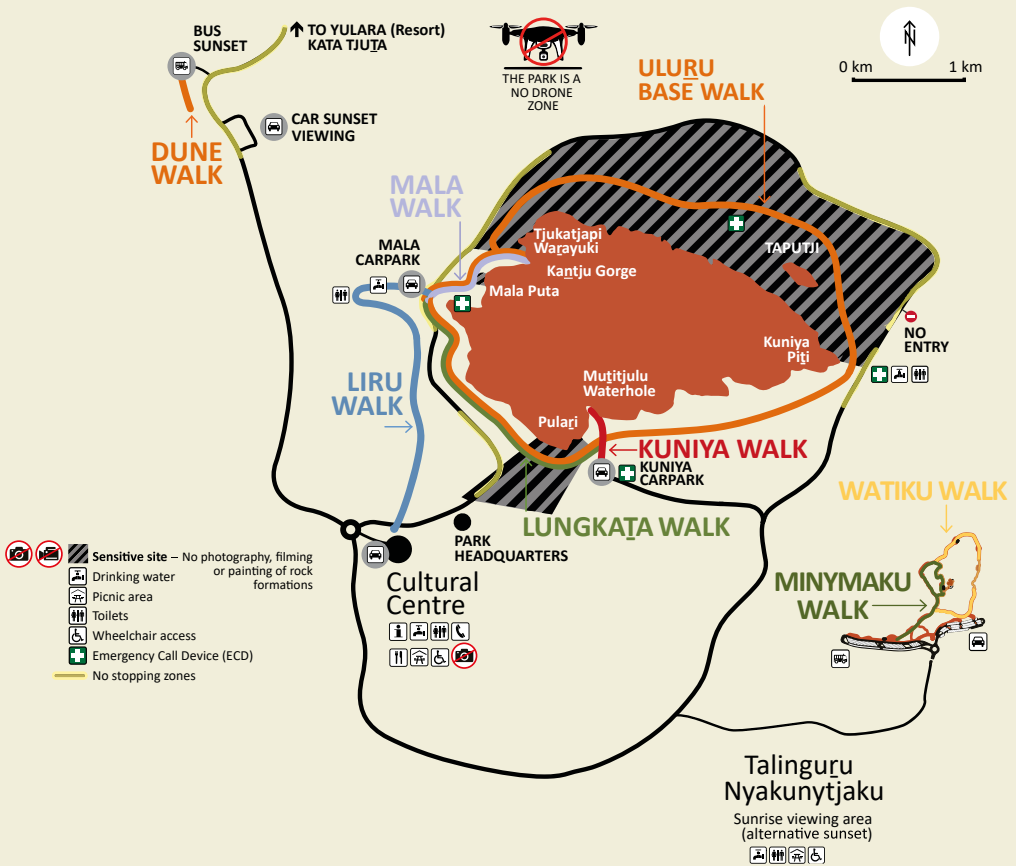 BUS
SUNSET
TO YULARA (Resort)
KATA TJUṮA
THE PARK IS A
NO DRONE
ZONE
N
0 km
1 km
ULURU
BASE WALK
CAR SUNSET
VIEWING
DUNE
WALK
MALA
WALK
MALA
CARPARK
Tjukatjapi
Waṟayuki
Kaṉtju Gorge
Mala Puta
TAPUTJI
NO
ENTRY
Kuniya
Piṯi
Muṯitjulu
Waterhole
Pulaṟi
LIRU
WALK
KUNIYA WALK
KUNIYA
CARPARK
WATIKU WALK
LUNGKAṮA WALK
PARK
HEADQUARTERS
MINYMAKU
WALK
Sensitive site – No photography, filming
or painting of rock
formations
Drinking water
Picnic area
Toilets
Wheelchair access
Emergency Call Device (ECD)
No stopping zones
Cultural
Centre
i
Talinguṟu
Nyakunytjaku
Sunrise viewing area
(alternative sunset)